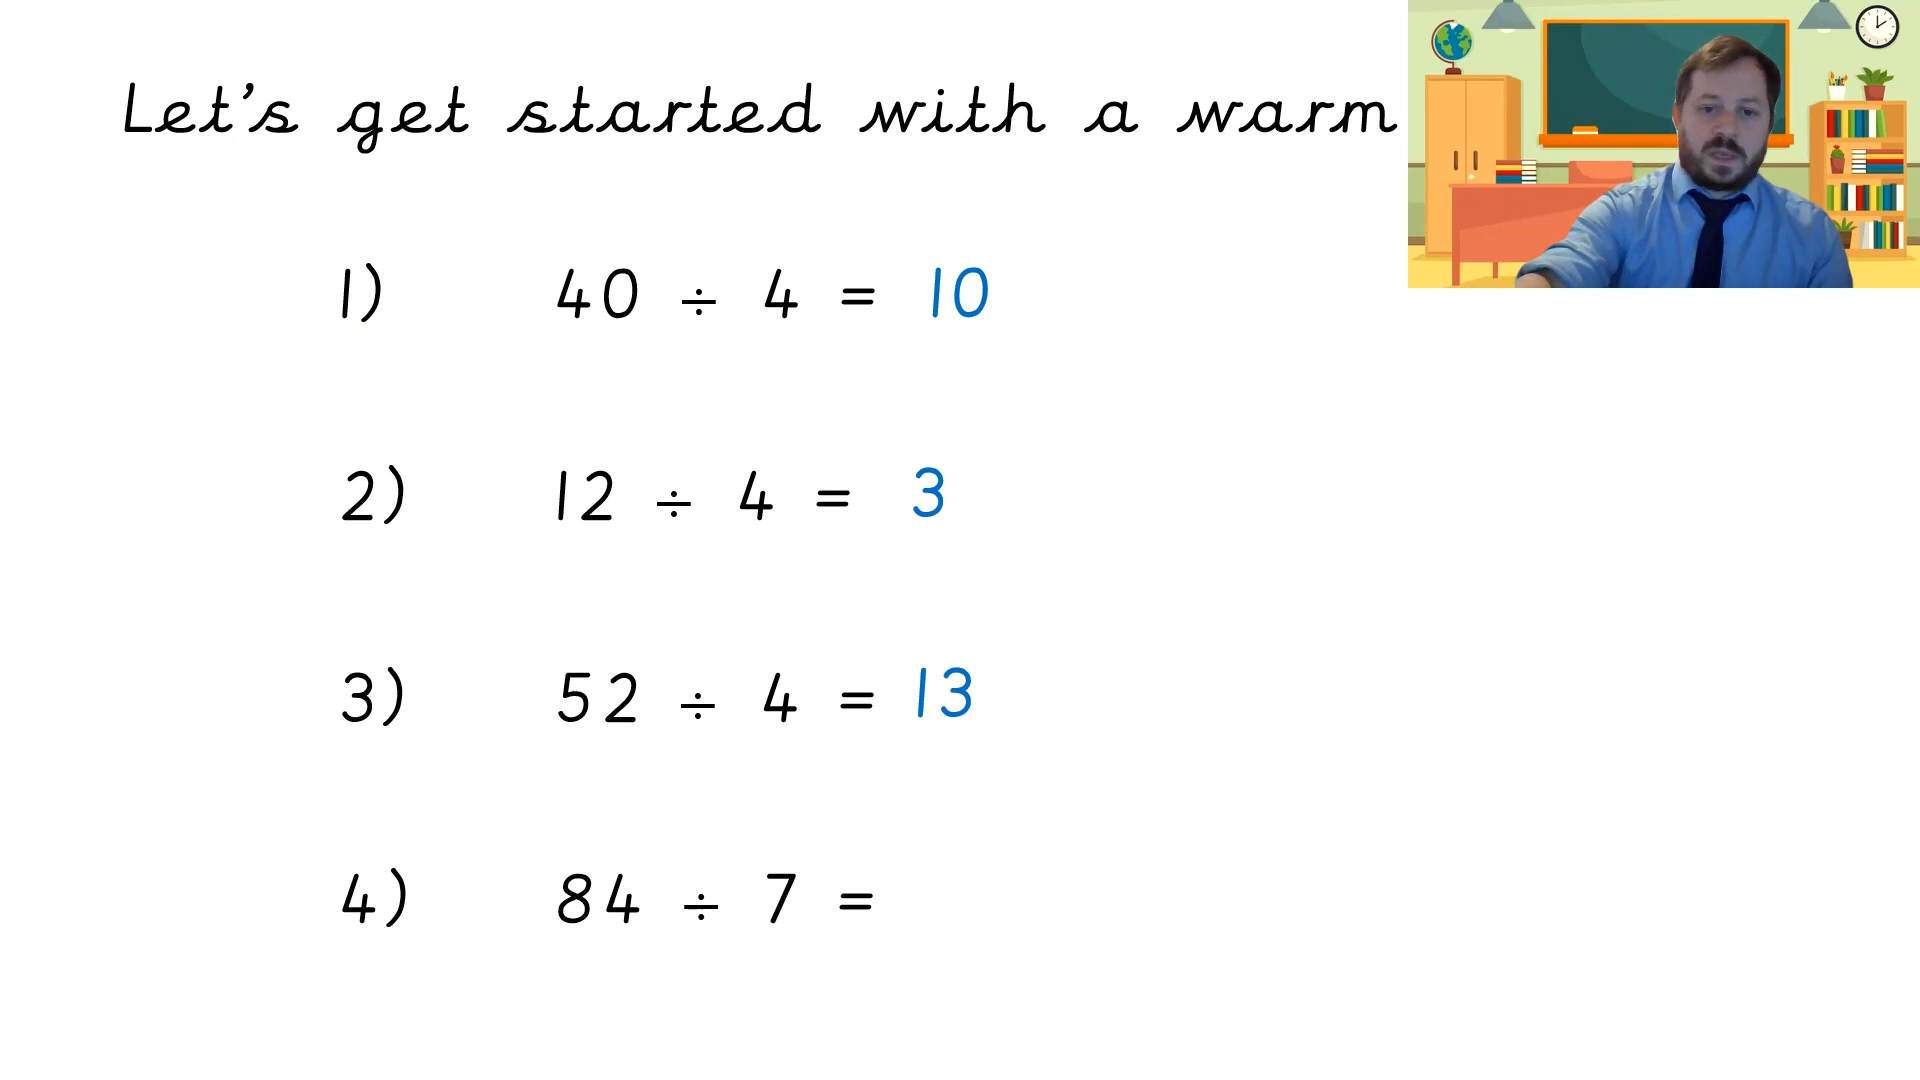 Let's get started with a warm
1) 40 ÷ 4 = 10
2) 12 ÷ 4 = 3
3) 52 ÷ 4 = 13
4) 84 ÷ 7 =